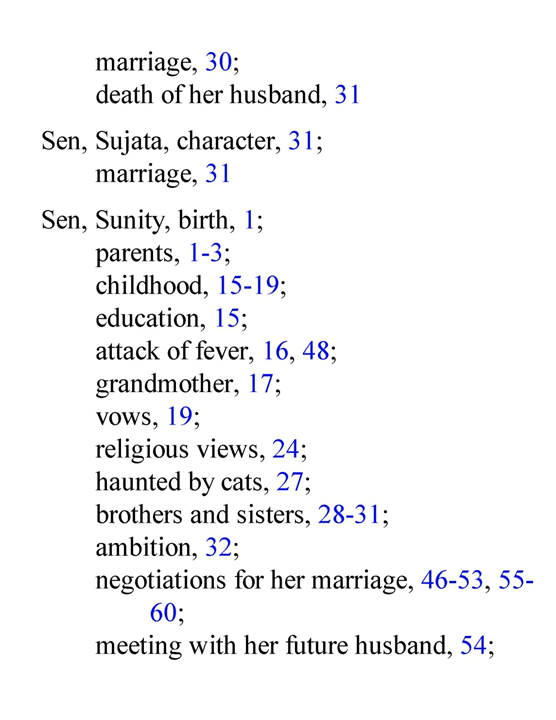 marriage, 30;
death of her husband, 31
Sen, Sujata, character, 31;
marriage, 31
Sen, Sunity, birth, 1;
parents, 1-3;
childhood, 15-19;
education, 15;
attack of fever, 16, 48;
grandmother, 17;
vows, 19;
religious views, 24;
haunted by cats, 27;
brothers and sisters, 28-31;
ambition, 32;
negotiations for her marriage, 46-53, 55-
60;
meeting with her future husband, 54;